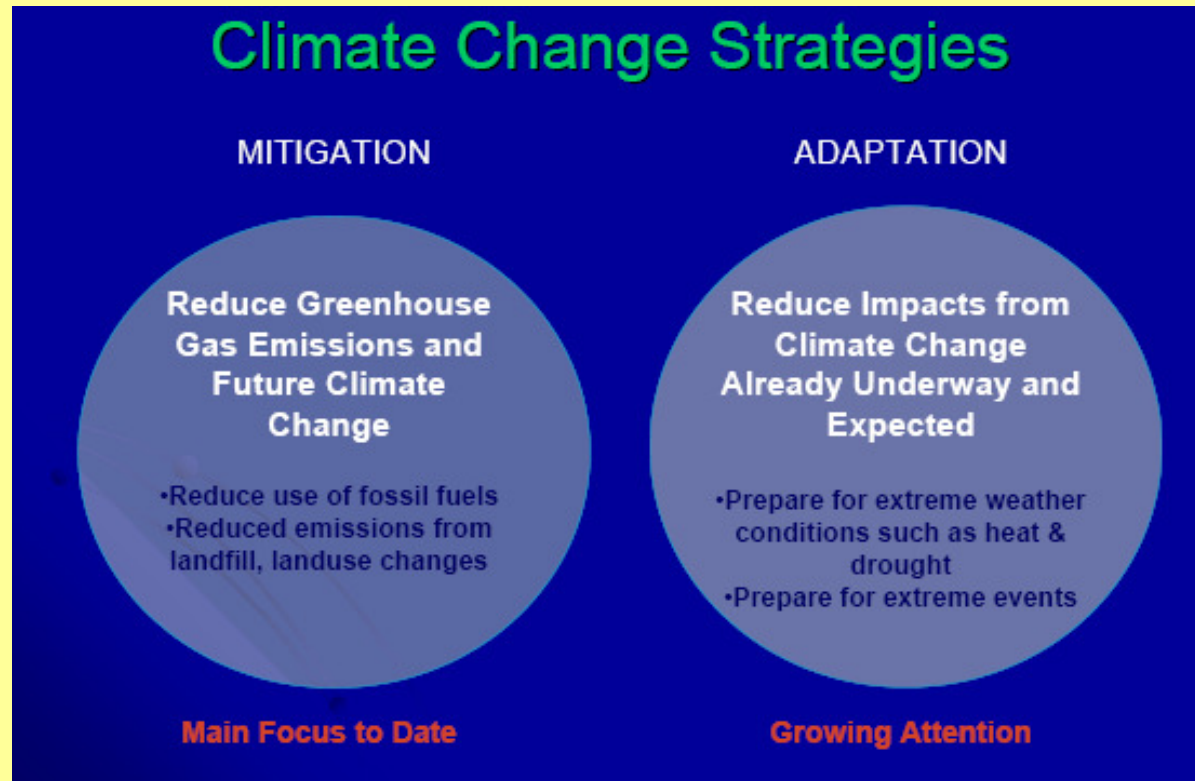 Climate Change Strategies
MITIGATION
Reduce Greenhouse
Gas Emissions and
Future Climate
Change
•Reduce use of fossil fuels
•Reduced emissions from
landfill, landuse changes
Main Focus to Date
ADAPTATION
Reduce Impacts from
Climate Change
Already Underway and
Expected
•Prepare for extreme weather
conditions such as heat &
drought
•Prepare for extreme events
Growing Attention